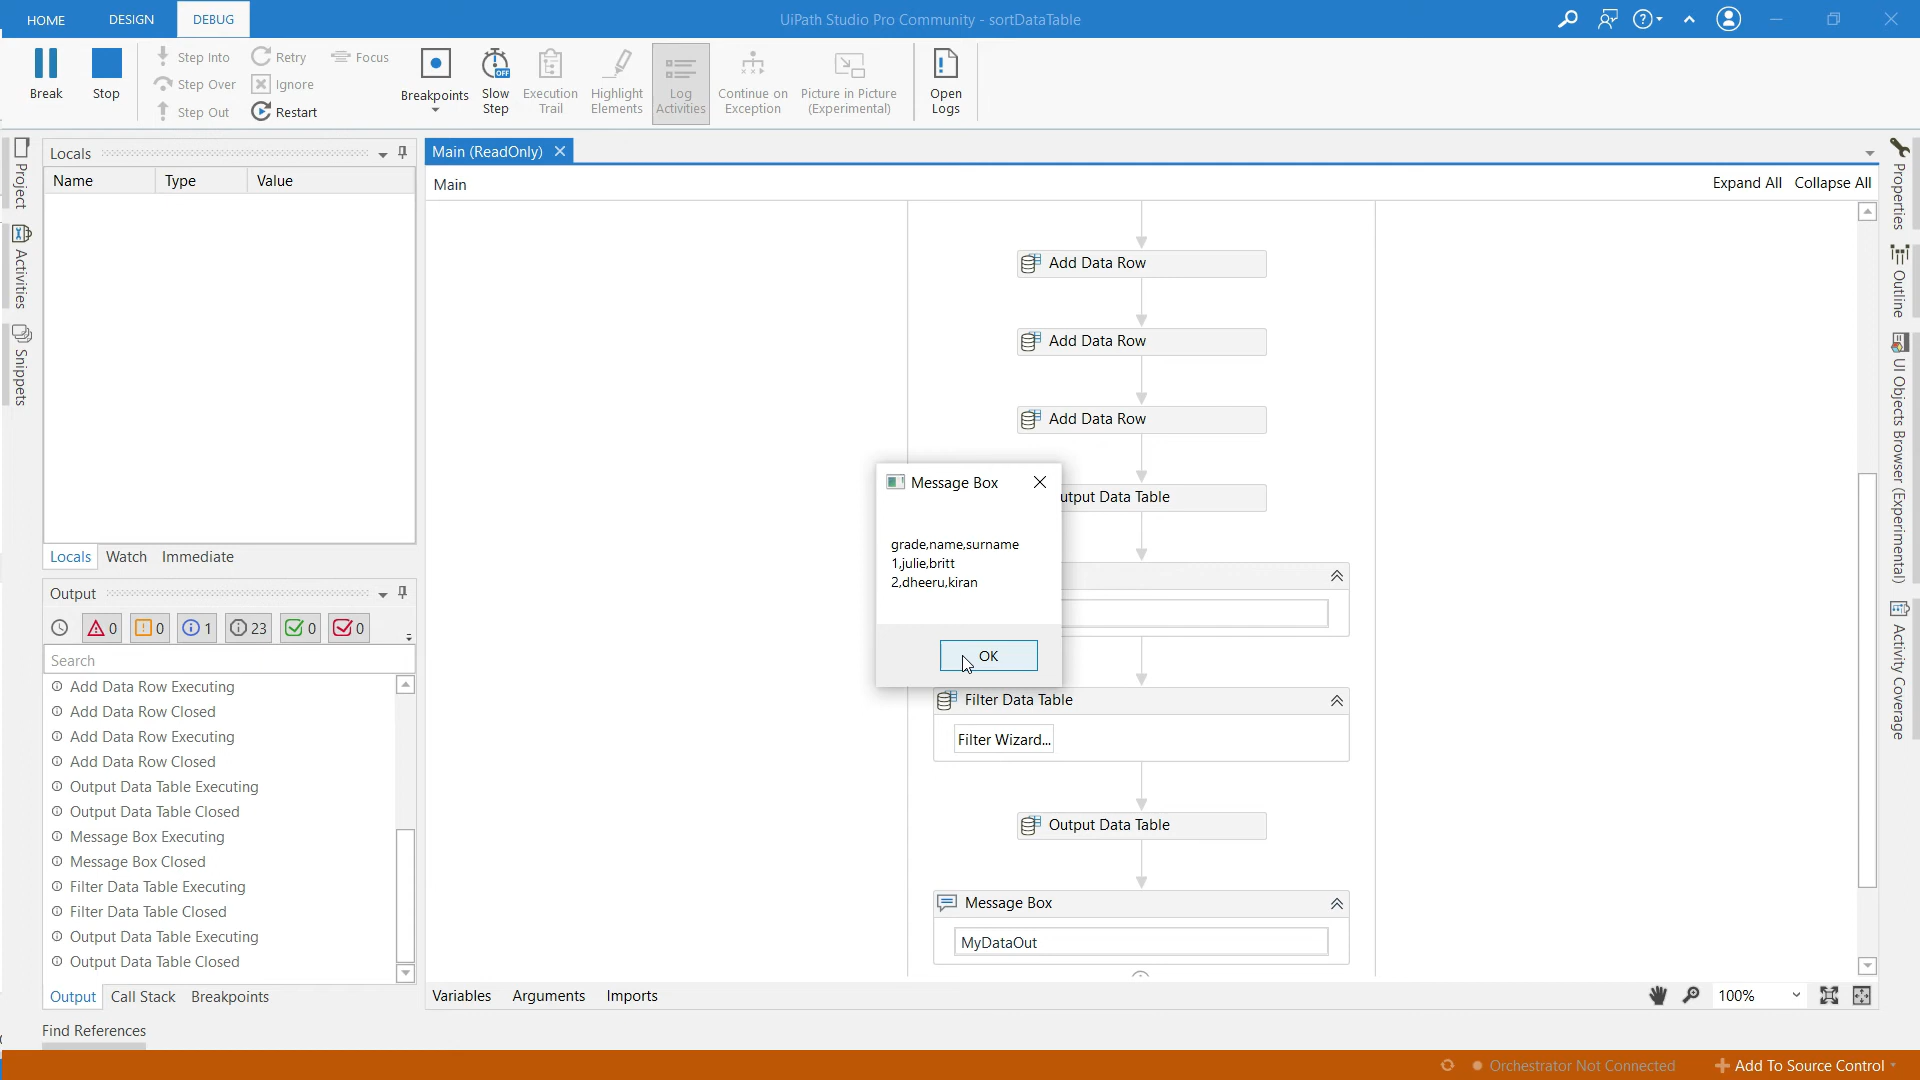 HOME
DESIGN
DEBUG
UiPath Studio Pro Community - sortDataTable
Break
Stop
Step Into
Step Over
Step Out
Retry
Ignore
Restart
Focus
Breakpoints
OFF
Slow
Step
Execution
Trail
Highlight
Elements
Log
Activities
Continue on
Exception
Picture in Picture
(Experimental)
Open
Logs
Project
Activities
Snippets
Locals
Name
Type
Value
Locals
Watch
Immediate
Output
0
0
1
23
0
0
Search
Add Data Row Executing
Add Data Row Closed
Add Data Row Executing
Add Data Row Closed
Output Data Table Executing
Output Data Table Closed
Message Box Executing
Message Box Closed
Filter Data Table Executing
Filter Data Table Closed
Output Data Table Executing
Output Data Table Closed
Output
Call Stack
Breakpoints
Find References
Main (ReadOnly)
Main
Expand All
Collapse All
Add Data Row
Add Data Row
Add Data Row
utput Data Table
Message Box
grade,name,surname
1,julie,britt
2,dheeru,kiran
OK
Filter Data Table
Filter Wizard...
Output Data Table
Message Box
MyDataOut
Variables
Arguments
Imports
100%
Properties
Outline
UI Objects Browser (Experimental)
Activity Coverage
Orchestrator Not Connected
Add To Source Control